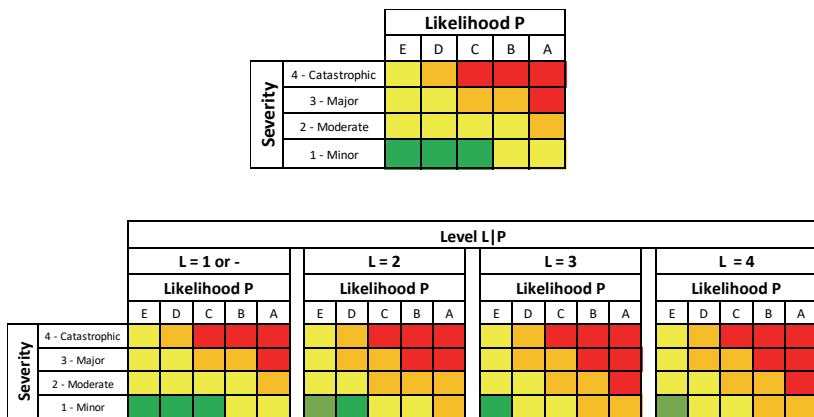 Likelihood P
E D C B A
Severity
4 - Catastrophic
3 - Major
2 - Moderate
1 - Minor
Level L|P
L = 1 or - L = 2 L = 3 L = 4
Likelihood P Likelihood P Likelihood P Likelihood P
E D C B A E D C B A E D C B A E D C B A
Severity
4 - Catastrophic
3 - Major
2 - Moderate
1 - Minor